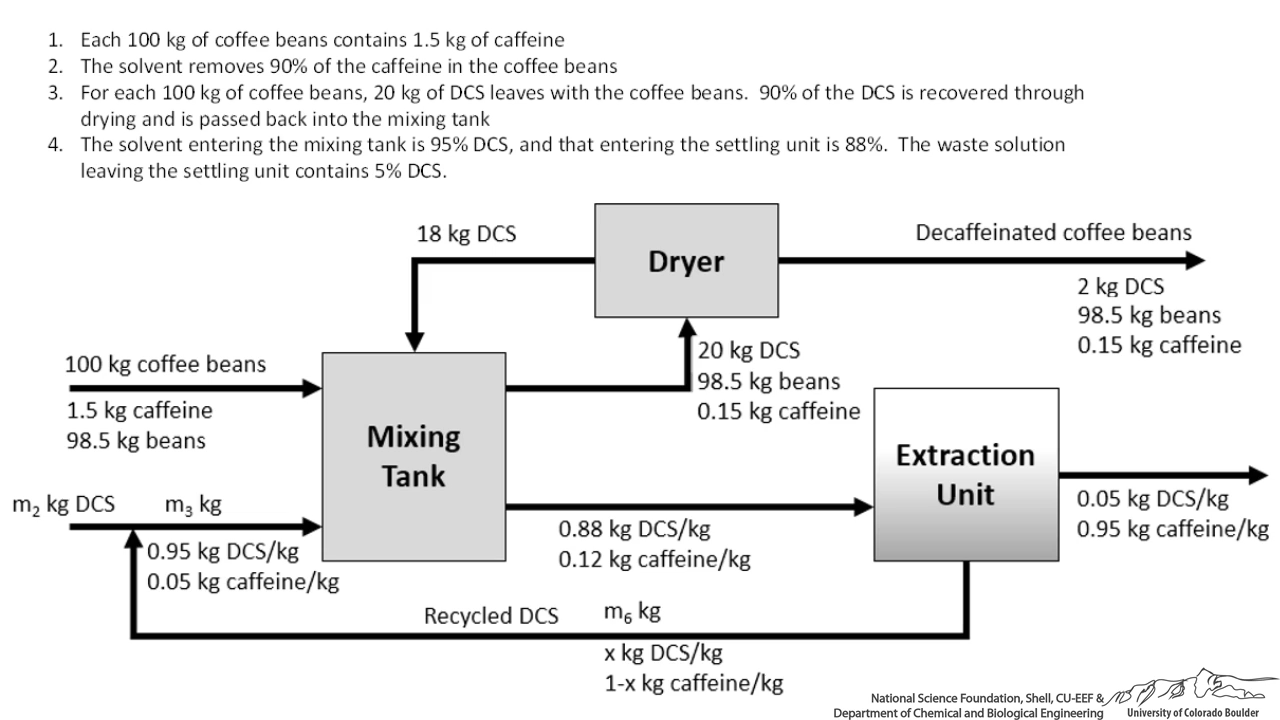 1. Each 100 kg of coffee beans contains 1.5 kg of caffeine
2. The solvent removes 90% of the caffeine in the coffee beans
3. For each 100 kg of coffee beans, 20 kg of DCS leaves with the coffee beans. 90% of the DCS is recovered through
drying and is passed back into the mixing tank
4. The solvent entering the mixing tank is 95% DCS, and that entering the settling unit is 88%. The waste solution
leaving the settling unit contains 5% DCS.
18 kg DCS
Dryer
Decaffeinated coffee beans
2 kg DCS
98.5 kg beans
0.15 kg caffeine
20 kg DCS
98.5 kg beans
0.15 kg caffeine
100 kg coffee beans
1.5 kg caffeine
98.5 kg beans
Mixing
Tank
Extraction
Unit
m₂ kg DCS
m₃ kg
0.95 kg DCS/kg
0.05 kg caffeine/kg
0.88 kg DCS/kg
0.12 kg caffeine/kg
0.05 kg DCS/kg
0.95 kg caffeine/kg
Recycled DCS
m₆ kg
x kg DCS/kg
1-x kg caffeine/kg
National Science Foundation, Shell, CU-EEF &
Department of Chemical and Biological Engineering
University of Colorado Boulder